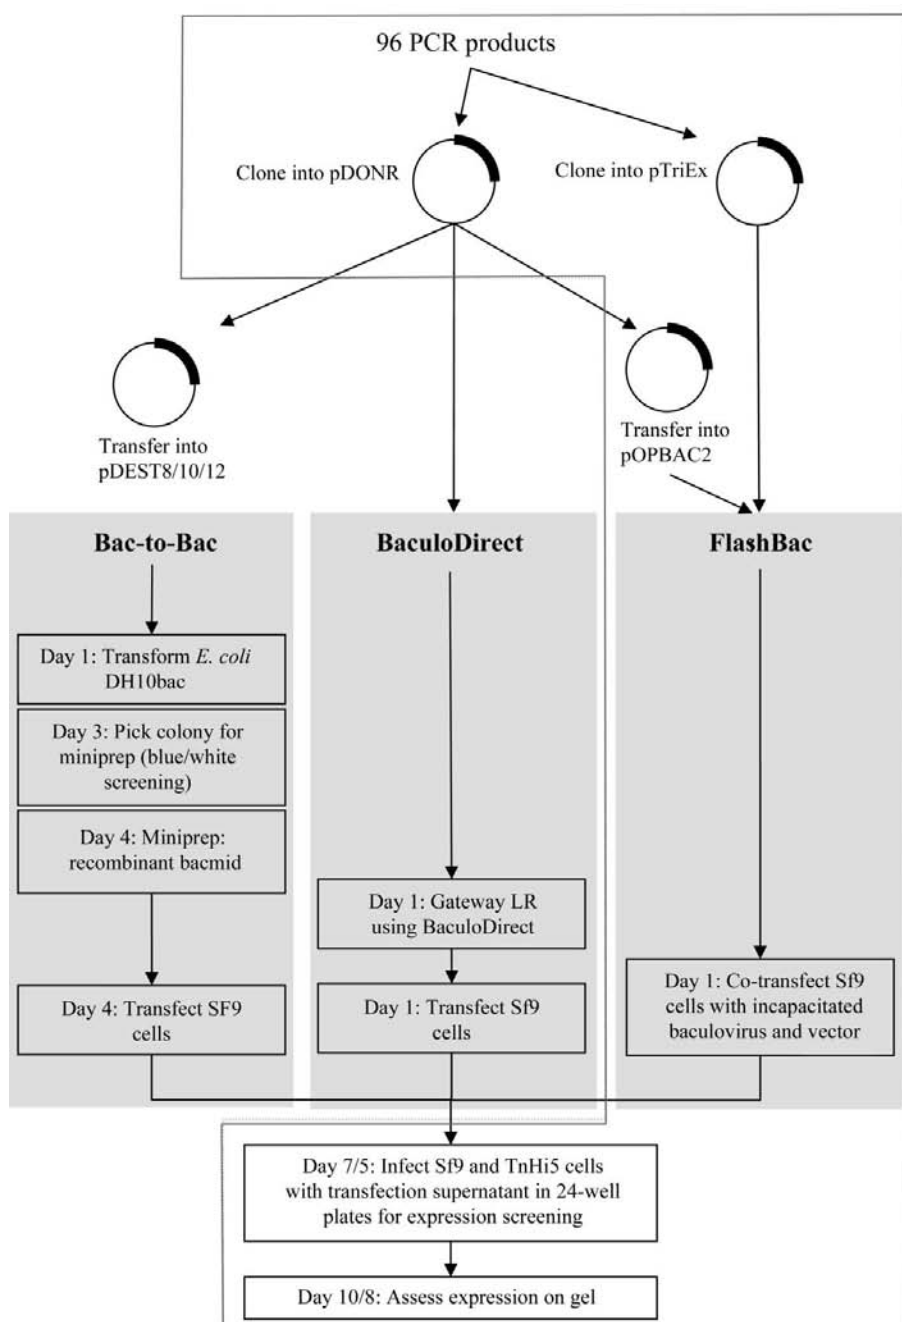 96 PCR products
Clone into pDONR
Clone into pTriEx
Transfer into
pDEST8/10/12
Transfer into
pOPBAC2
Bac-to-Bac
Day 1: Transform E. coli
DH10bac
Day 3: Pick colony for
miniprep (blue/white
screening)
Day 4: Miniprep:
recombinant bacmid
Day 4: Transfect SF9
cells
BaculoDirect
Day 1: Gateway LR
using BaculoDirect
Day 1: Transfect Sf9
cells
FlashBac
Day 1: Co-transfect Sf9
cells with incapacitated
baculovirus and vector
Day 7/5: Infect Sf9 and TnHi5 cells
with transfection supernatant in 24-well
plates for expression screening
Day 10/8: Assess expression on gel